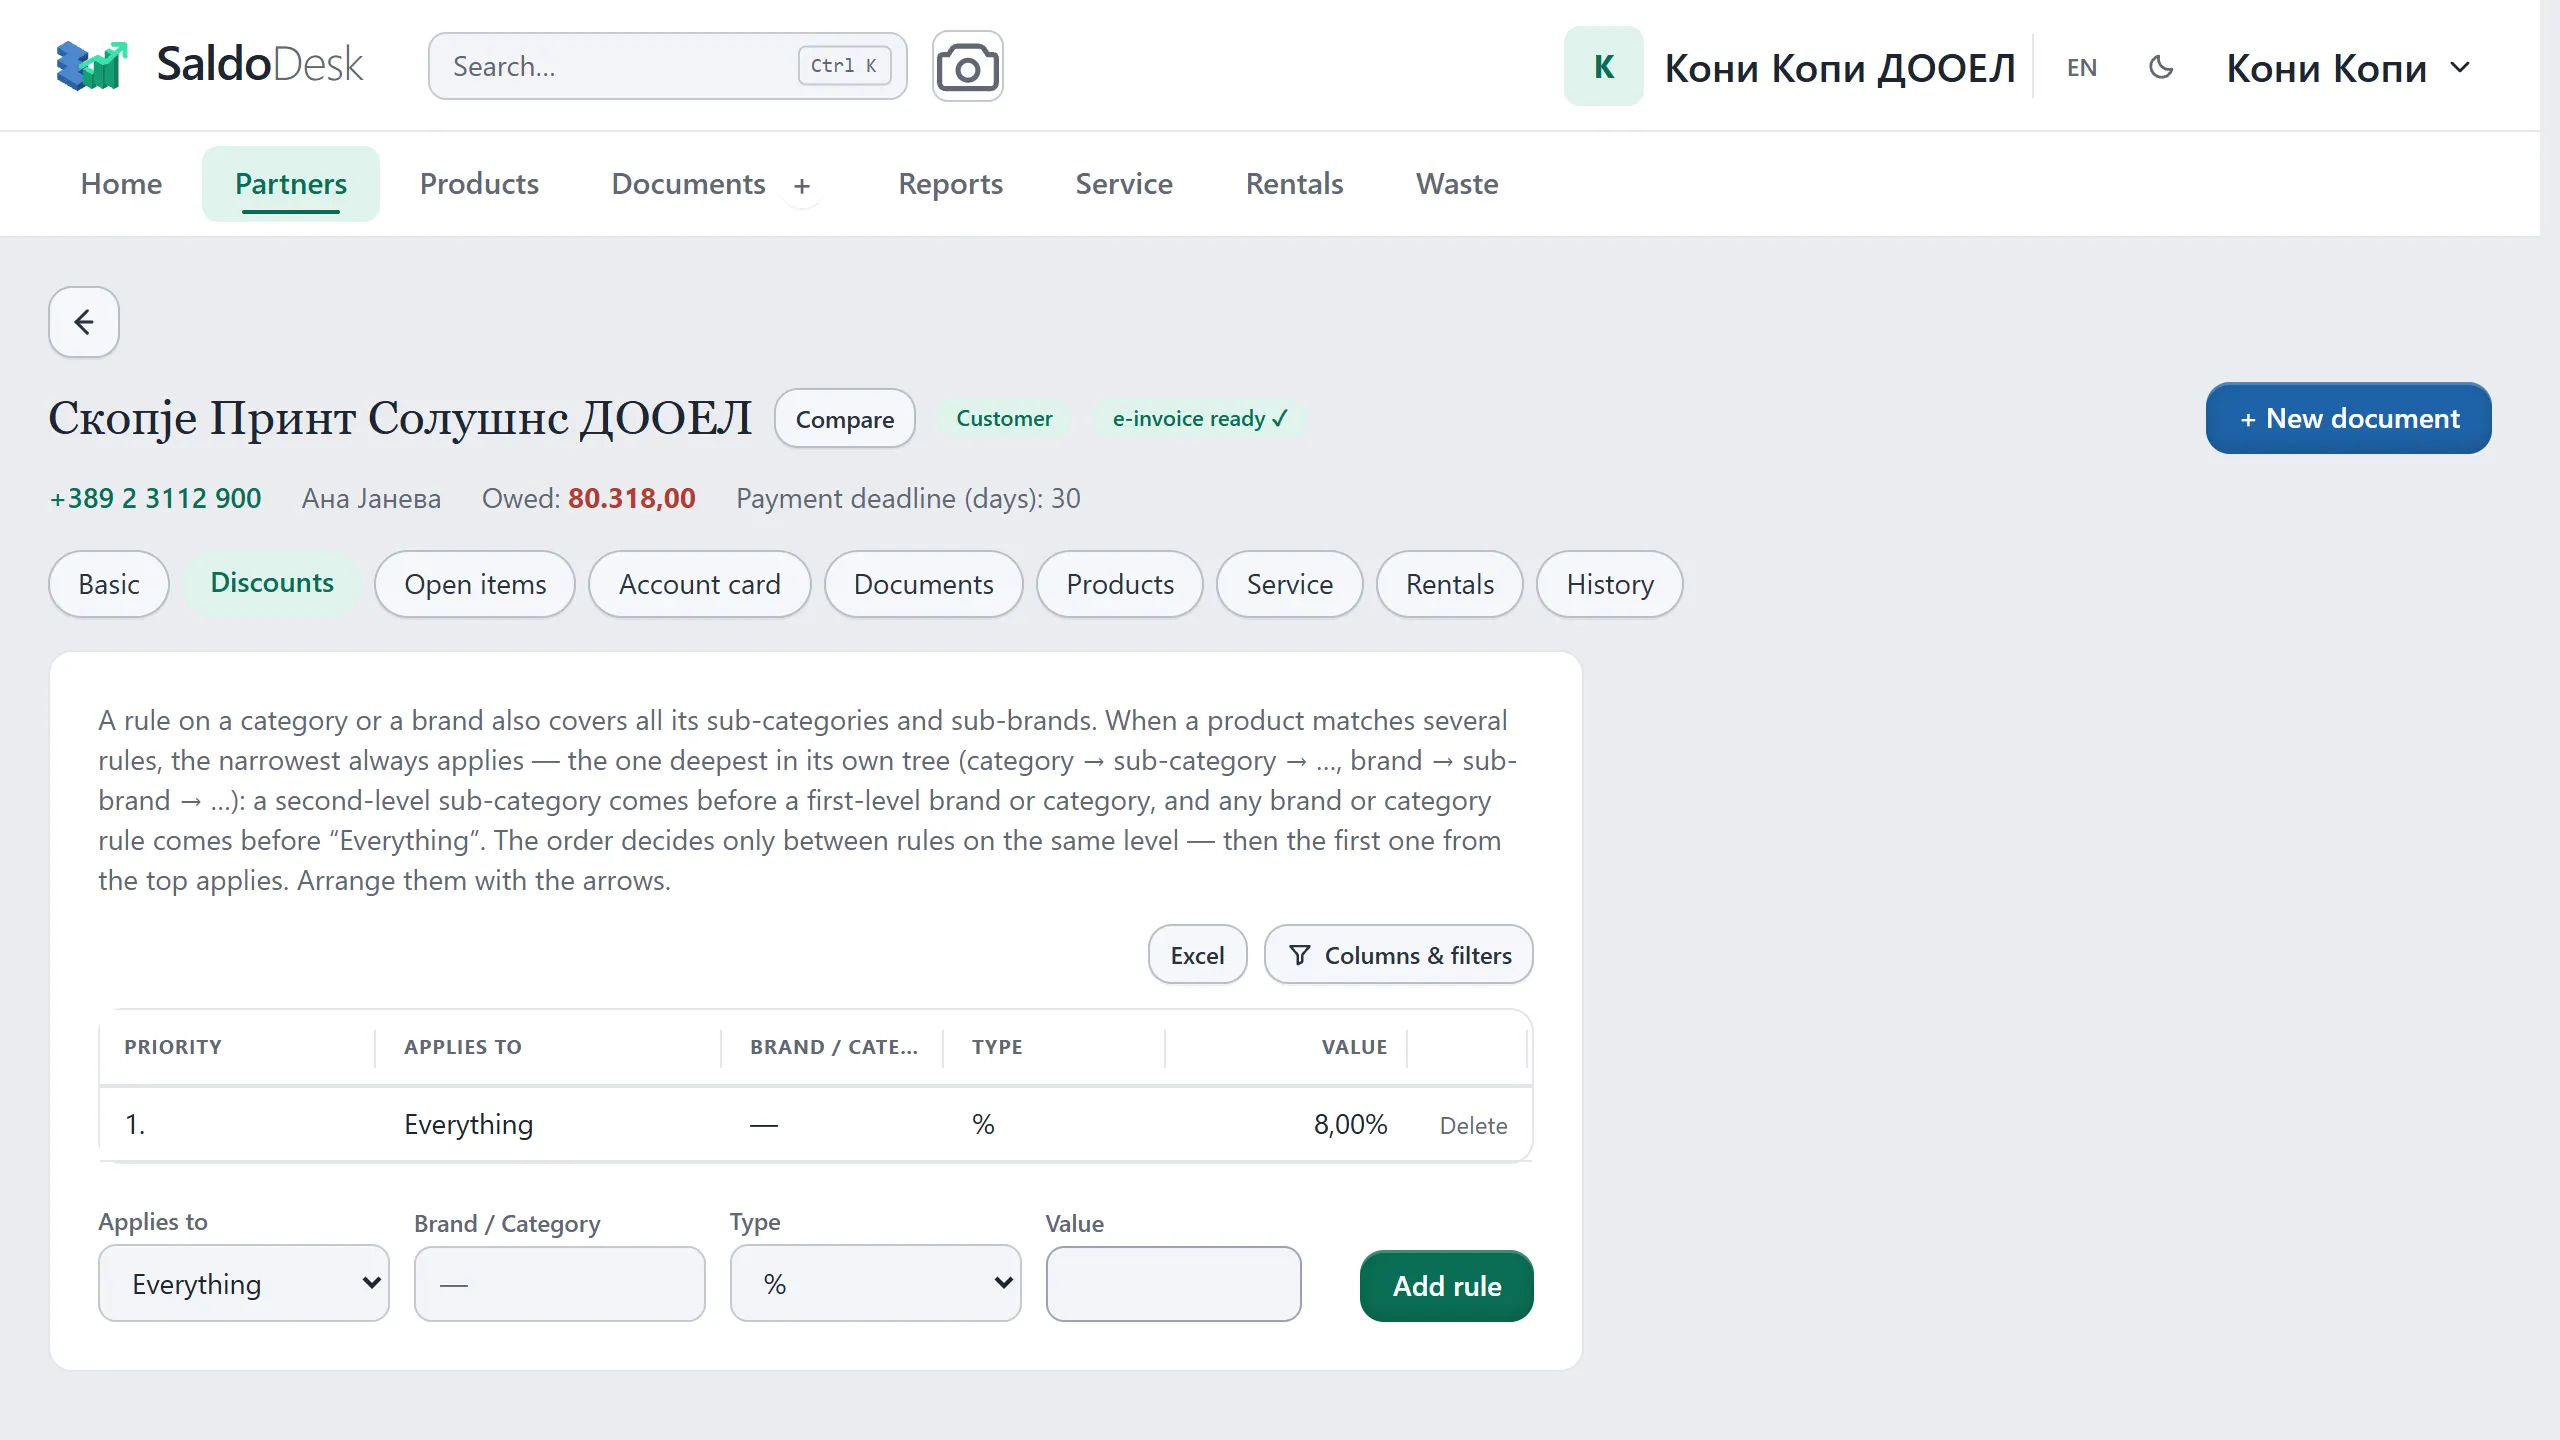 SaldoDesk
Search...
Ctrl K
К
Кони Копи ДООЕЛ
EN
Кони Копи
Home
Partners
Products
Documents +
Reports
Service
Rentals
Waste
Скопје Принт Солушнс ДООЕЛ
Compare
Customer
e-invoice ready ✓
+ New document
+389 2 3112 900
Ана Јанева
Owed: 80.318,00
Payment deadline (days): 30
Basic
Discounts
Open items
Account card
Documents
Products
Service
Rentals
History
A rule on a category or a brand also covers all its sub-categories and sub-brands. When a product matches several
rules, the narrowest always applies — the one deepest in its own tree (category → sub-category → ..., brand → sub-
brand → ...): a second-level sub-category comes before a first-level brand or category, and any brand or category
rule comes before “Everything”. The order decides only between rules on the same level — then the first one from
the top applies. Arrange them with the arrows.
Excel
Columns & filters
PRIORITY APPLIES TO BRAND / CATE... TYPE VALUE
1. Everything — % 8,00% Delete
Applies to
Brand / Category
Type
Value
Everything
—
%
Add rule